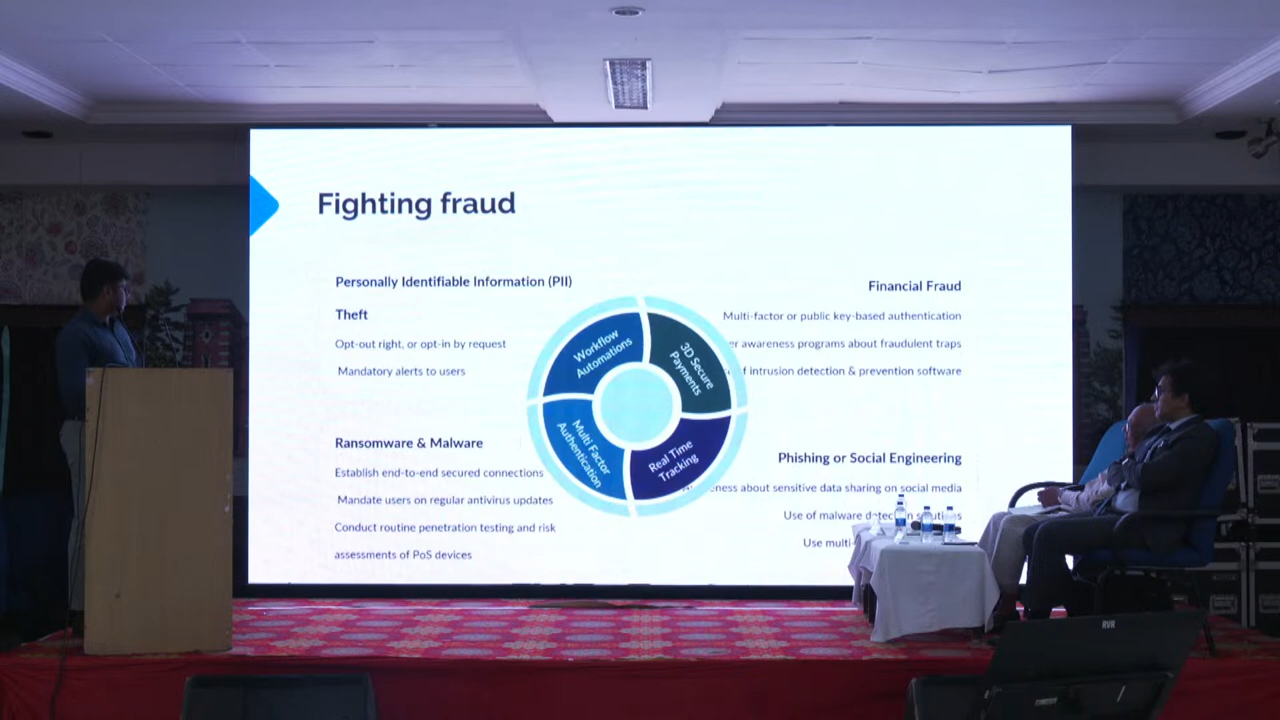 Fighting fraud
Personally Identifiable Information (PII)
Theft
Opt-out right, or opt-in by request
Mandatory alerts to users
Ransomware & Malware
Establish end-to-end secured connections
Mandate users on regular antivirus updates
Conduct routine penetration testing and risk
assessments of PoS devices
Workflow
Automations
3D Secure
Payments
Multi Factor
Authentication
Real Time
Tracking
Financial Fraud
Multi-factor or public key-based authentication
awareness programs about fraudulent traps
intrusion detection & prevention software
Phishing or Social Engineering
about sensitive data sharing on social media
Use of malware detection solutions
Use multi-
RVR